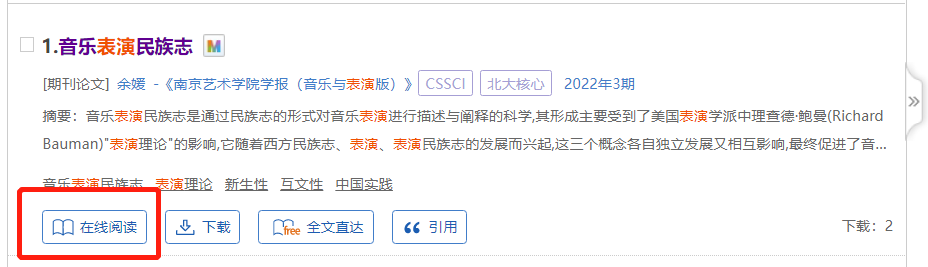 1.音乐表演民族志 M
[期刊论文] 余媛 -《南京艺术学院学报（音乐与表演版）》 CSSCI 北大核心 2022年3期
摘要：音乐表演民族志是通过民族志的形式对音乐表演进行描述与阐释的科学,其形成主要受到了美国表演学派中理查德·鲍曼(Richard
Bauman)"表演理论"的影响,它随着西方民族志、表演、表演民族志的发展而兴起,这三个概念各自独立发展又相互影响,最终促进了音...
音乐表演民族志 表演理论 新生性 互文性 中国实践
在线阅读 下载 free 全文直达 引用 下载：2